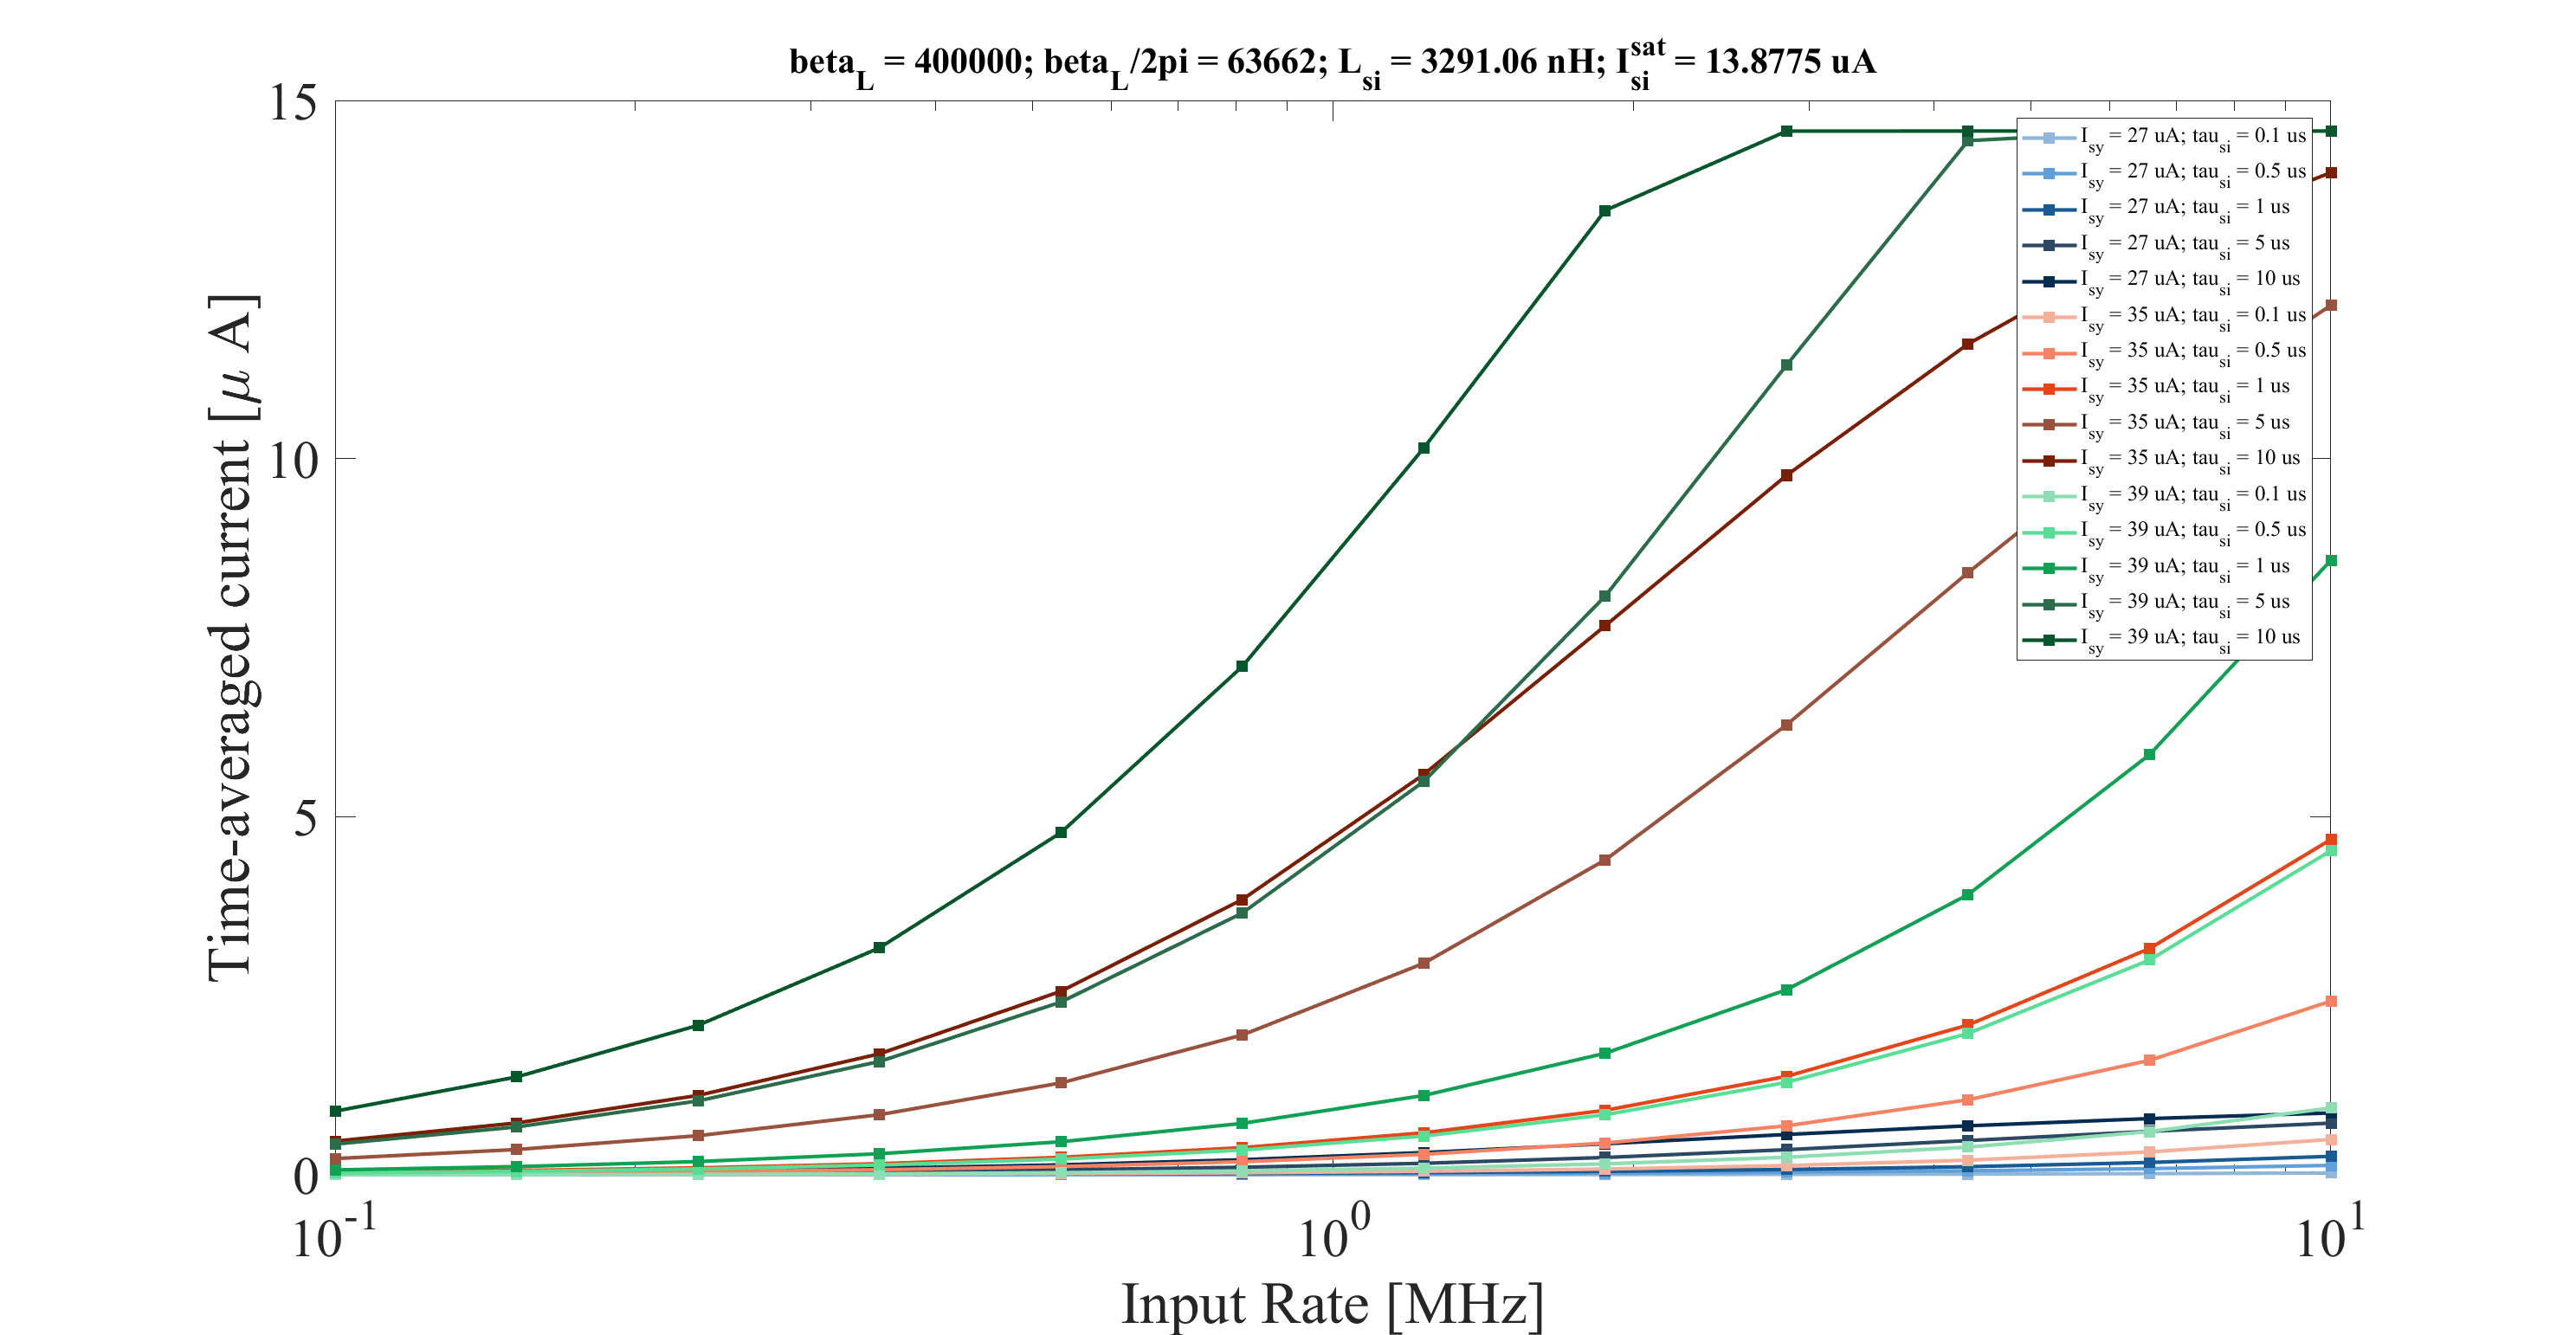 beta_L = 400000; beta_L/2pi = 63662; L_si = 3291.06 nH; I_si^sat = 13.8775 uA
15
10
5
0
Time-averaged current [μ A]
10^-1
10^0
10^1
Input Rate [MHz]
I_sy = 27 uA; tau_si = 0.1 us
I_sy = 27 uA; tau_si = 0.5 us
I_sy = 27 uA; tau_si = 1 us
I_sy = 27 uA; tau_si = 5 us
I_sy = 27 uA; tau_si = 10 us
I_sy = 35 uA; tau_si = 0.1 us
I_sy = 35 uA; tau_si = 0.5 us
I_sy = 35 uA; tau_si = 1 us
I_sy = 35 uA; tau_si = 5 us
I_sy = 35 uA; tau_si = 10 us
I_sy = 39 uA; tau_si = 0.1 us
I_sy = 39 uA; tau_si = 0.5 us
I_sy = 39 uA; tau_si = 1 us
I_sy = 39 uA; tau_si = 5 us
I_sy = 39 uA; tau_si = 10 us